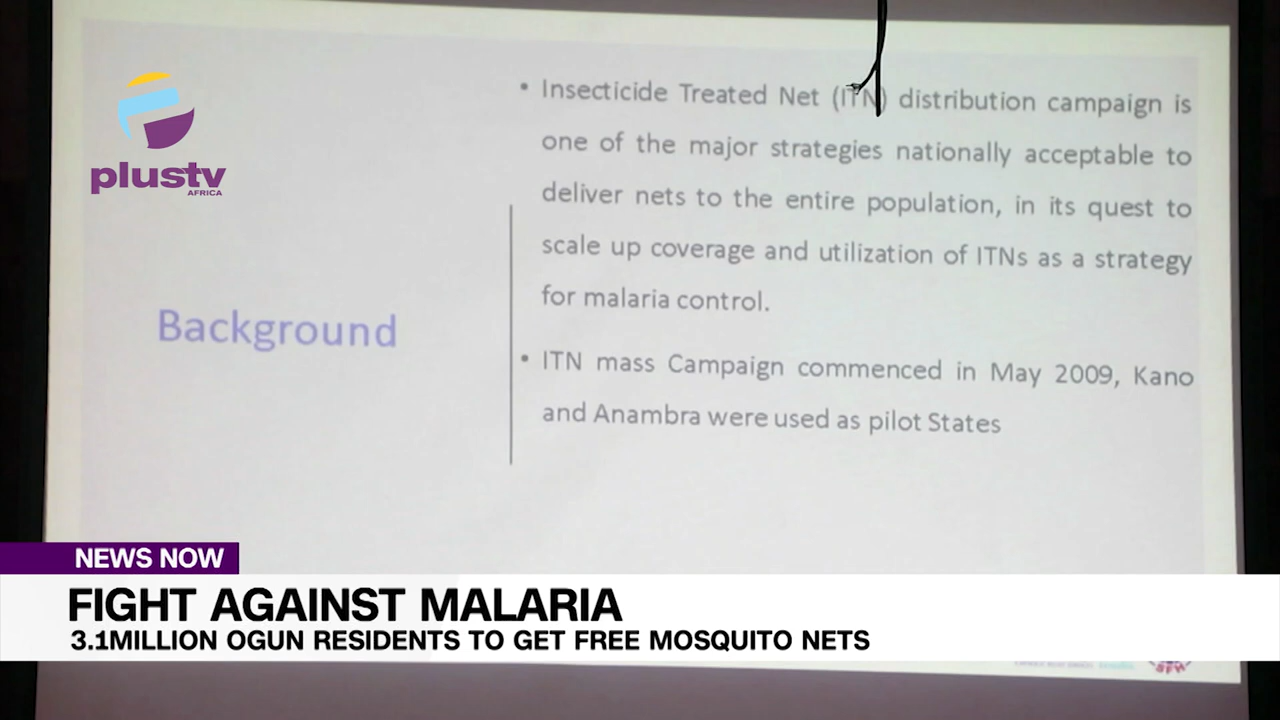 plustv
AFRICA
Background
• Insecticide Treated Net (ITN) distribution campaign is
one of the major strategies nationally acceptable to
deliver nets to the entire population, in its quest to
scale up coverage and utilization of ITNs as a strategy
for malaria control.
• ITN mass Campaign commenced in May 2009, Kano
and Anambra were used as pilot States
NEWS NOW
FIGHT AGAINST MALARIA
3.1MILLION OGUN RESIDENTS TO GET FREE MOSQUITO NETS